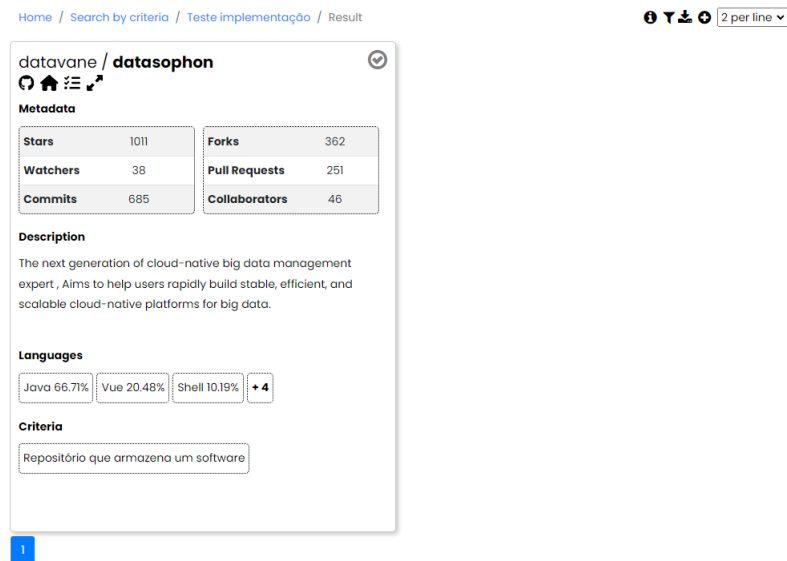 Home / Search by criteria / Teste implementação / Result
2 per line
datavane / datasophon
Metadata
Stars 1011
Watchers 38
Commits 685
Forks 362
Pull Requests 251
Collaborators 46
Description
The next generation of cloud-native big data management
expert , Aims to help users rapidly build stable, efficient, and
scalable cloud-native platforms for big data.
Languages
Java 66.71% Vue 20.48% Shell 10.19% + 4
Criteria
Repositório que armazena um software
1